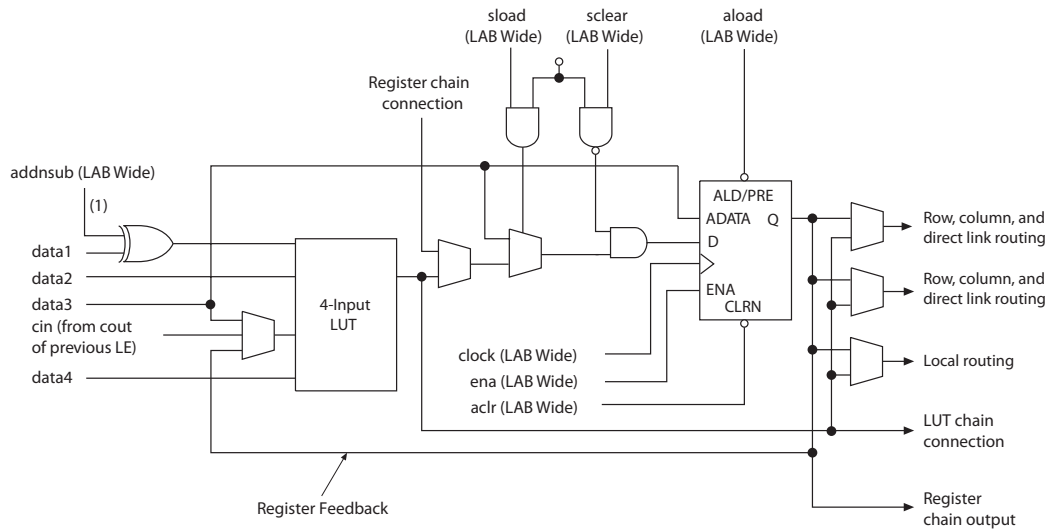 sload
(LAB Wide)
sclear
(LAB Wide)
aload
(LAB Wide)
Register chain
connection
addnsub (LAB Wide)
(1)
data1
data2
data3
cin (from cout
of previous LE)
data4
4-Input
LUT
ALD/PRE
ADATA
Q
D
ENA
CLRN
clock (LAB Wide)
ena (LAB Wide)
aclr (LAB Wide)
Row, column, and
direct link routing
Row, column, and
direct link routing
Local routing
LUT chain
connection
Register
chain output
Register Feedback